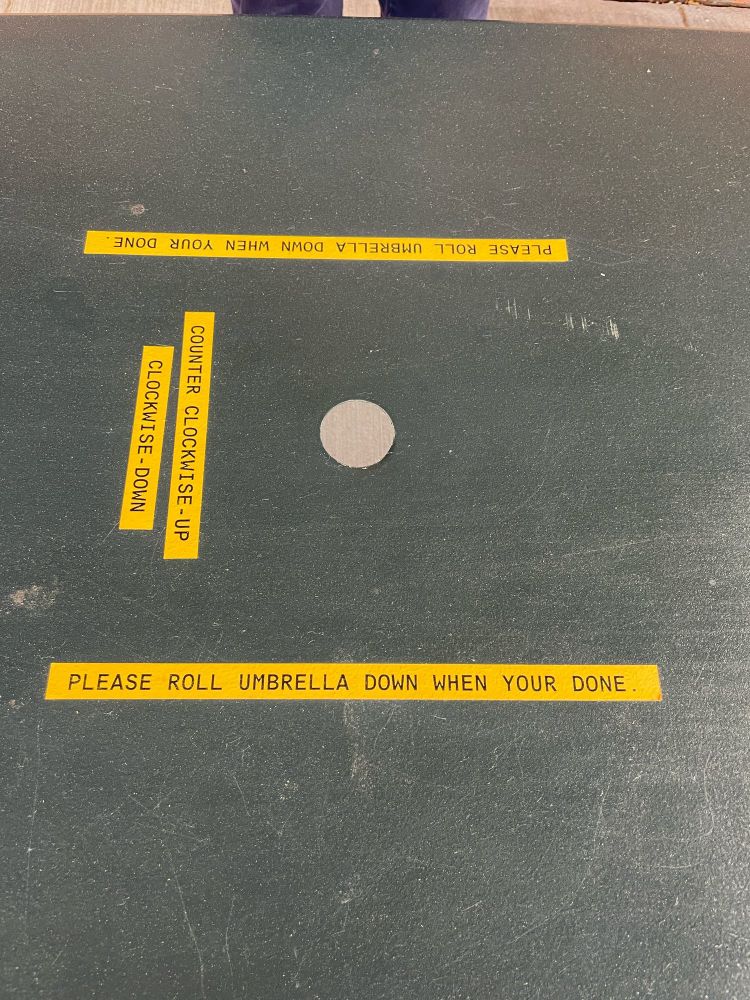 PLEASE ROLL UMBRELLA DOWN WHEN YOUR DONE.
COUNTER CLOCKWISE-UP
CLOCKWISE-DOWN
PLEASE ROLL UMBRELLA DOWN WHEN YOUR DONE.